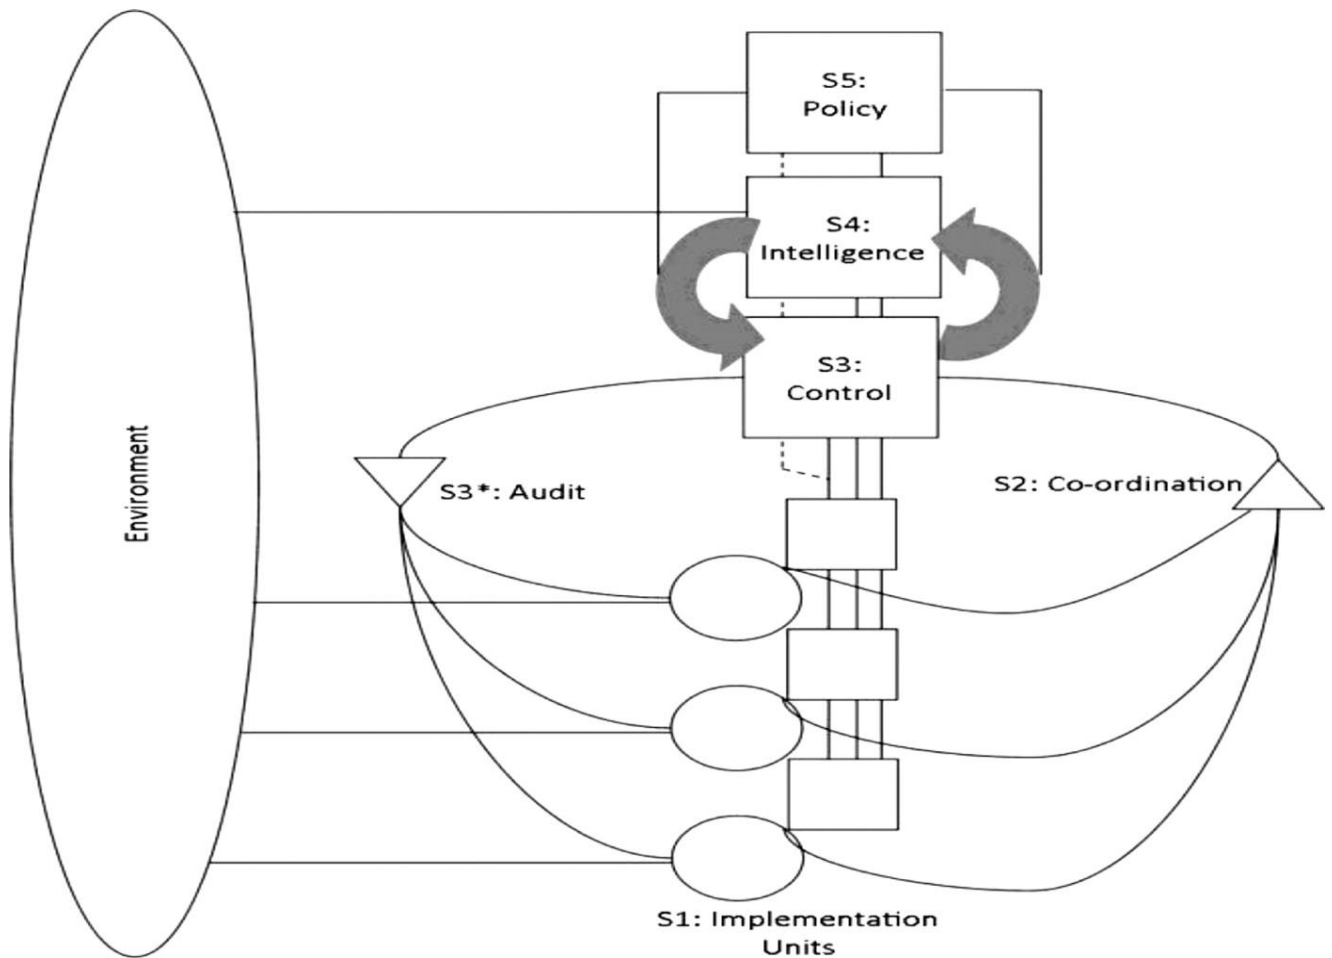 S5:
Policy
S4:
Intelligence
S3:
Control
Environment
S3*: Audit
S2: Co-ordination
S1: Implementation
Units